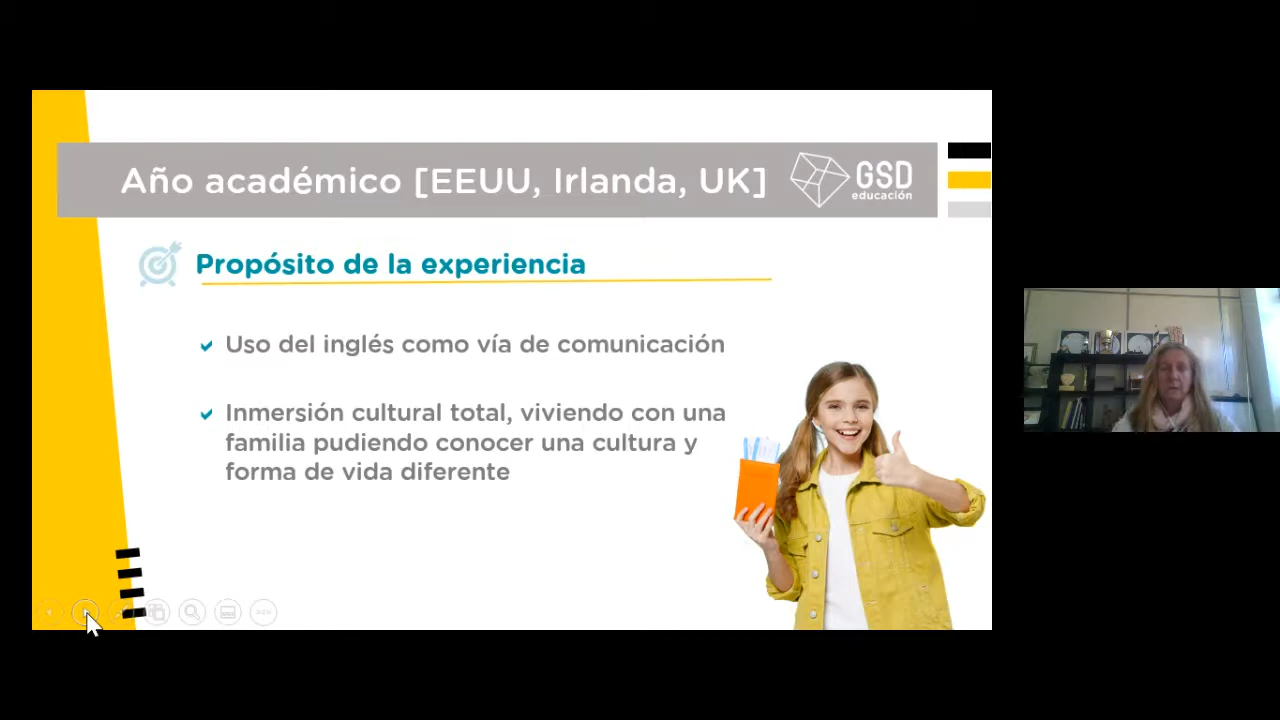 Año académico [EEUU, Irlanda, UK]
GSD
educación
Propósito de la experiencia
Uso del inglés como vía de comunicación
Inmersión cultural total, viviendo con una
familia pudiendo conocer una cultura y
forma de vida diferente